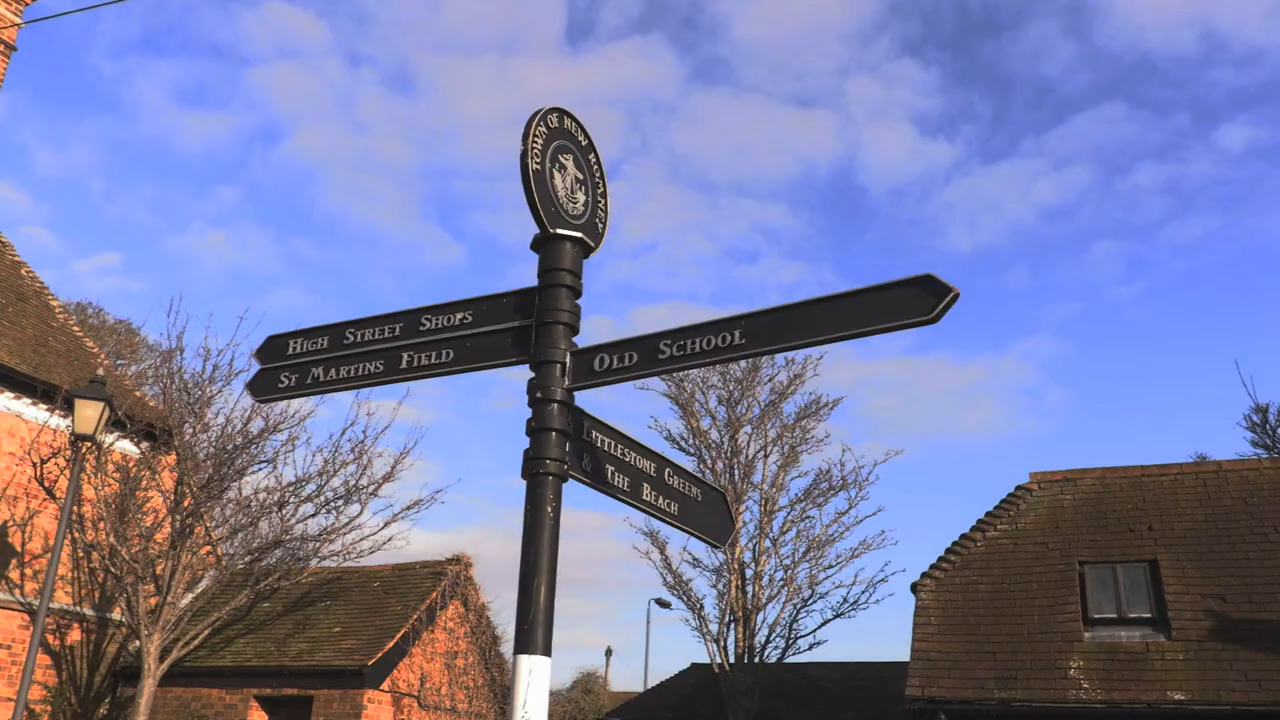 TOWN OF NEW ROMNEY
HIGH STREET SHOPS
ST MARTINS FIELD
OLD SCHOOL
LITTLESTONE GREENS
& THE BEACH